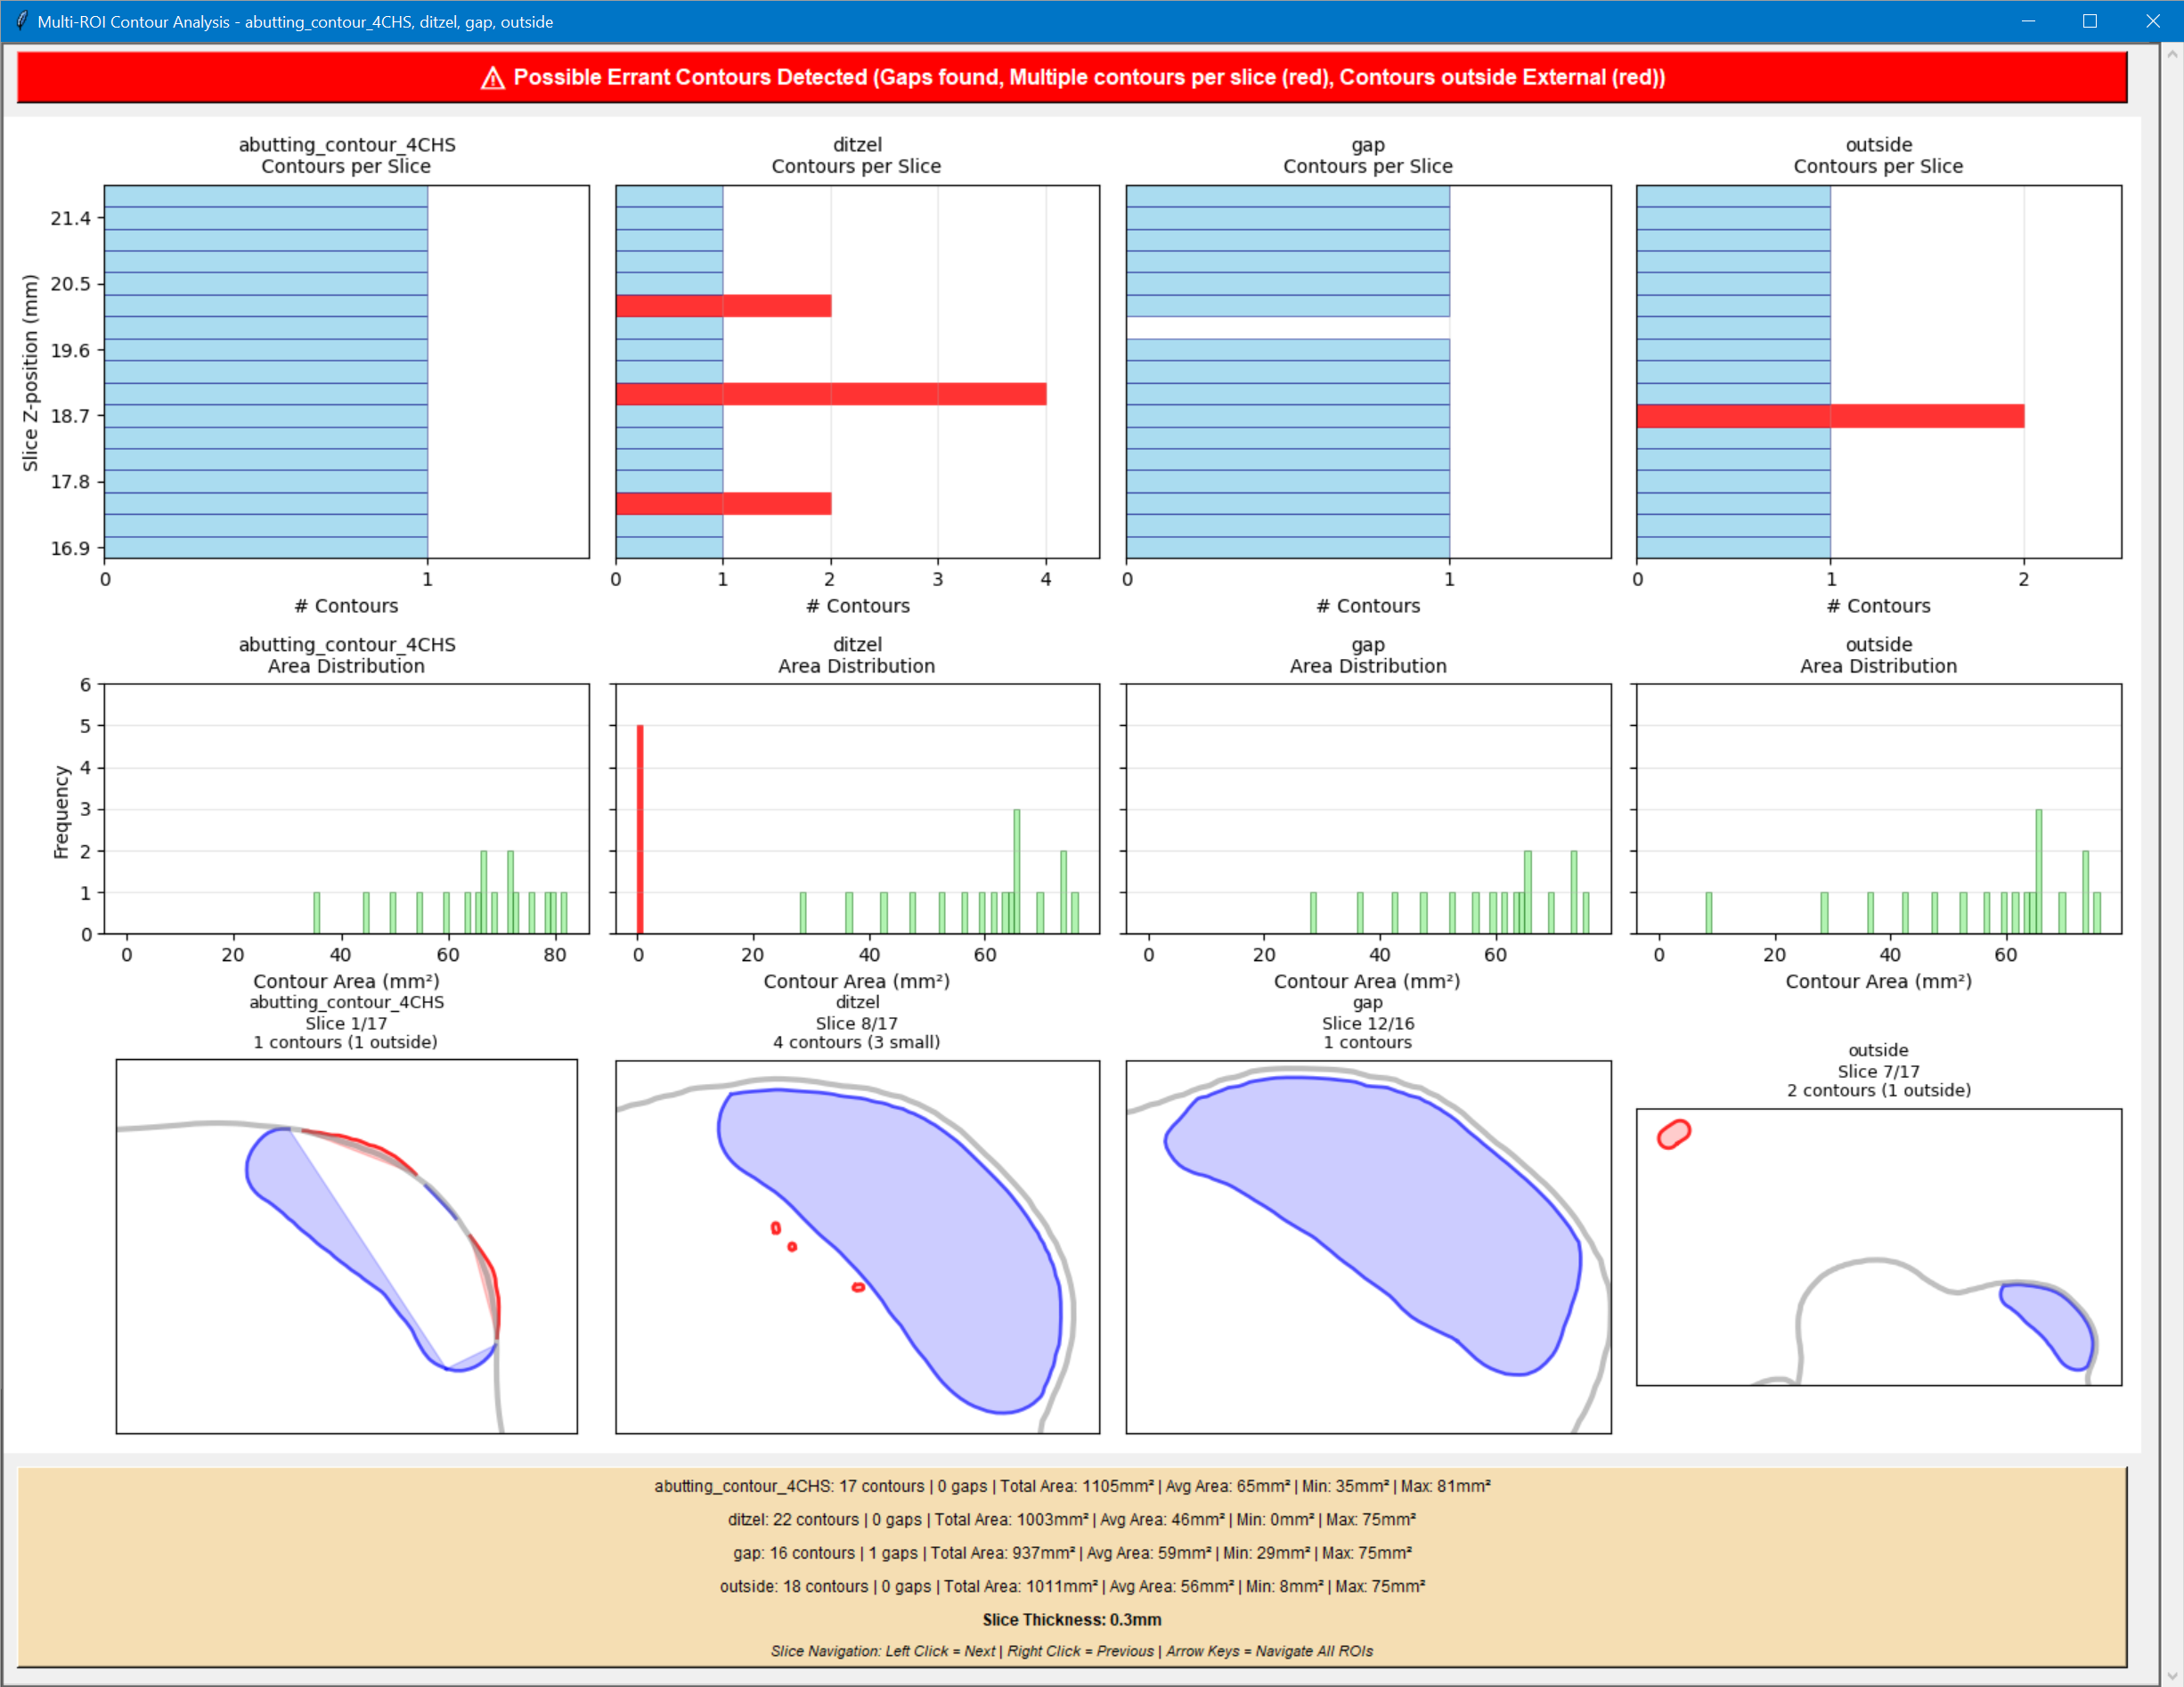 Multi-ROI Contour Analysis - abutting_contour_4CHS, ditzel, gap, outside
⚠ Possible Errant Contours Detected (Gaps found, Multiple contours per slice (red), Contours outside External (red))
abutting_contour_4CHS
Contours per Slice
ditzel
Contours per Slice
gap
Contours per Slice
outside
Contours per Slice
Slice Z-position (mm)
21.4
20.5
19.6
18.7
17.8
16.9
0 1
# Contours
0 1 2 3 4
# Contours
0 1
# Contours
0 1 2
# Contours
abutting_contour_4CHS
Area Distribution
ditzel
Area Distribution
gap
Area Distribution
outside
Area Distribution
Frequency
6
5
4
3
2
1
0
0 20 40 60 80
Contour Area (mm²)
0 20 40 60
Contour Area (mm²)
0 20 40 60
Contour Area (mm²)
0 20 40 60
Contour Area (mm²)
abutting_contour_4CHS
Slice 1/17
1 contours (1 outside)
ditzel
Slice 8/17
4 contours (3 small)
gap
Slice 12/16
1 contours
outside
Slice 7/17
2 contours (1 outside)
abutting_contour_4CHS: 17 contours | 0 gaps | Total Area: 1105mm² | Avg Area: 65mm² | Min: 35mm² | Max: 81mm²
ditzel: 22 contours | 0 gaps | Total Area: 1003mm² | Avg Area: 46mm² | Min: 0mm² | Max: 75mm²
gap: 16 contours | 1 gaps | Total Area: 937mm² | Avg Area: 59mm² | Min: 29mm² | Max: 75mm²
outside: 18 contours | 0 gaps | Total Area: 1011mm² | Avg Area: 56mm² | Min: 8mm² | Max: 75mm²
Slice Thickness: 0.3mm
Slice Navigation: Left Click = Next | Right Click = Previous | Arrow Keys = Navigate All ROIs